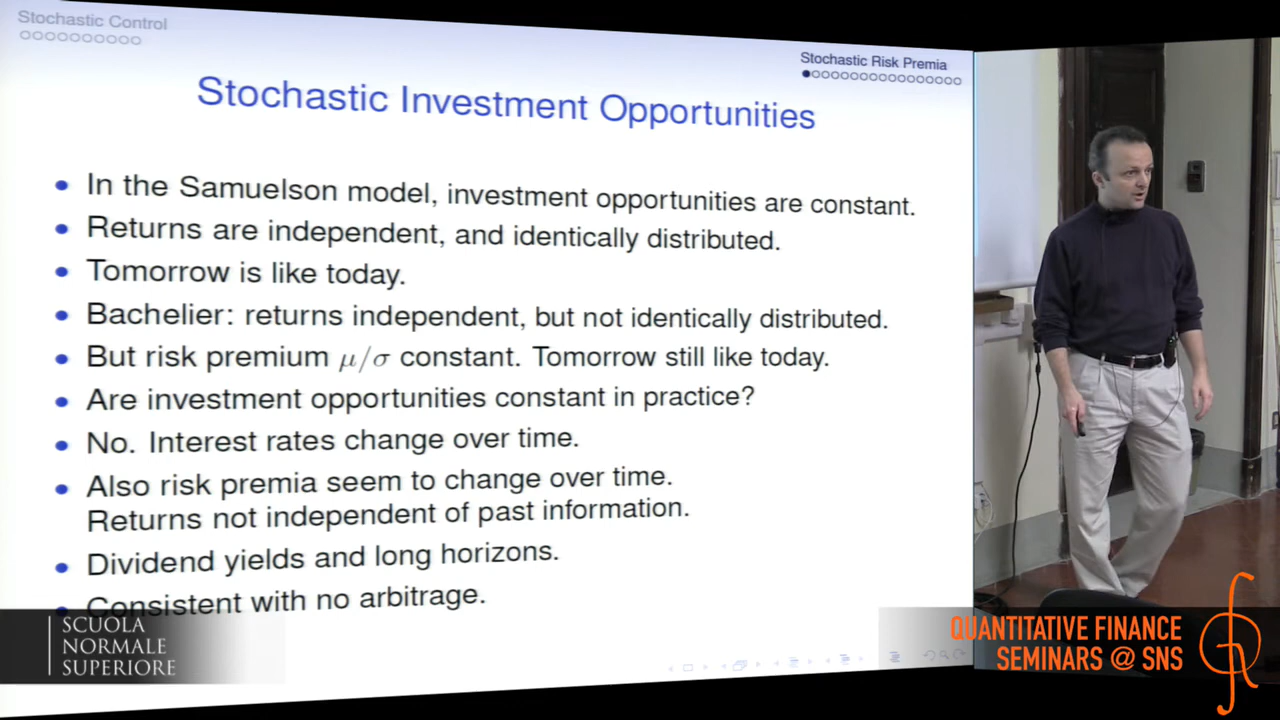 Stochastic Control
Stochastic Risk Premia
Stochastic Investment Opportunities
In the Samuelson model, investment opportunities are constant.
Returns are independent, and identically distributed.
Tomorrow is like today.
Bachelier: returns independent, but not identically distributed.
But risk premium μ/σ constant. Tomorrow still like today.
Are investment opportunities constant in practice?
No. Interest rates change over time.
Also risk premia seem to change over time.
Returns not independent of past information.
Dividend yields and long horizons.
Consistent with no arbitrage.
SCUOLA
NORMALE
SUPERIORE
QUANTITATIVE FINANCE
SEMINARS @ SNS